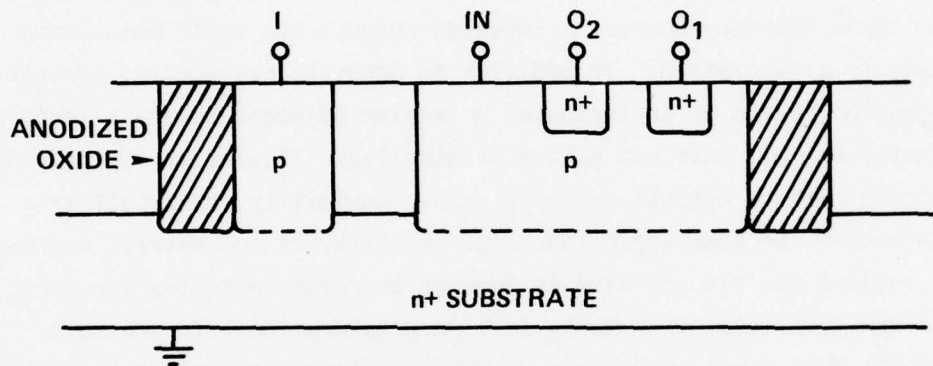 I IN O2 O1
n+ n+
ANODIZED
OXIDE
p p
n+ SUBSTRATE